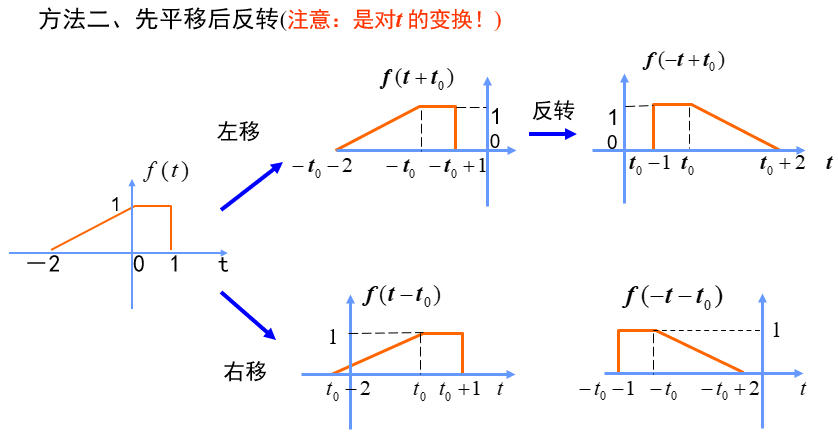 方法二、先平移后反转(注意：是对t 的变换！)
f(t+t₀)
f(−t+t₀)
左移
1
0
反转
1
0
−t₀−2 −t₀ −t₀+1
t₀−1 t₀ t₀+2 t
f(t)
1
−2 0 1 t
f(t−t₀)
f(−t−t₀)
1
1
右移
t₀−2 t₀ t₀+1 t
−t₀−1 −t₀ −t₀+2 t